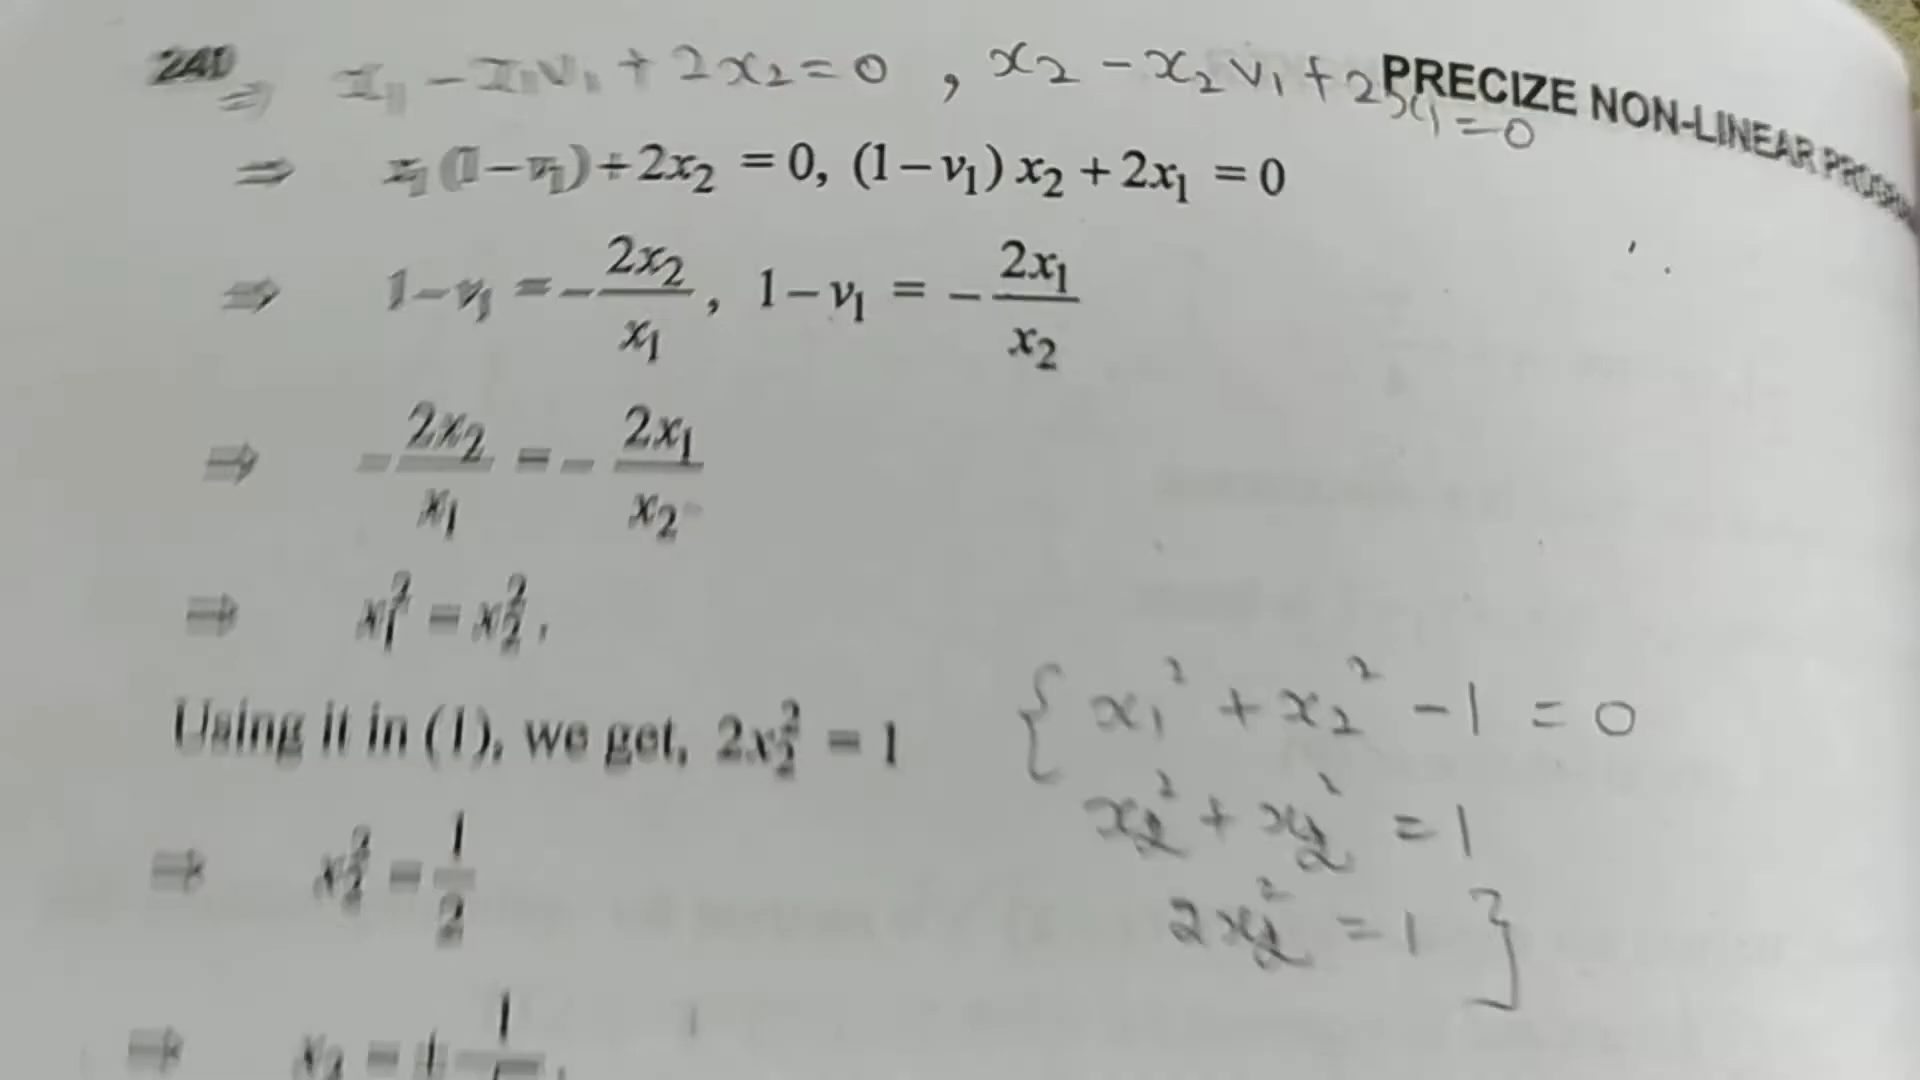 240 PRECIZE NON-LINEAR
⇒ x₁ - x₁v₁ + 2x₂ = 0 , x₂ - x₂v₁ + 2x₁ = 0
⇒ x₁(1-v₁)+2x₂ = 0, (1-v₁)x₂+2x₁ = 0
⇒ 1-v₁ = -2x₂/x₁, 1-v₁ = -2x₁/x₂
⇒ -2x₂/x₁ = -2x₁/x₂
⇒ x₁² = x₂².
Using it in (1), we get, 2x₂² = 1
{ x₁² + x₂² - 1 = 0
x₂² + x₂² = 1
2x₂² = 1 }
⇒ x₂² = 1/2